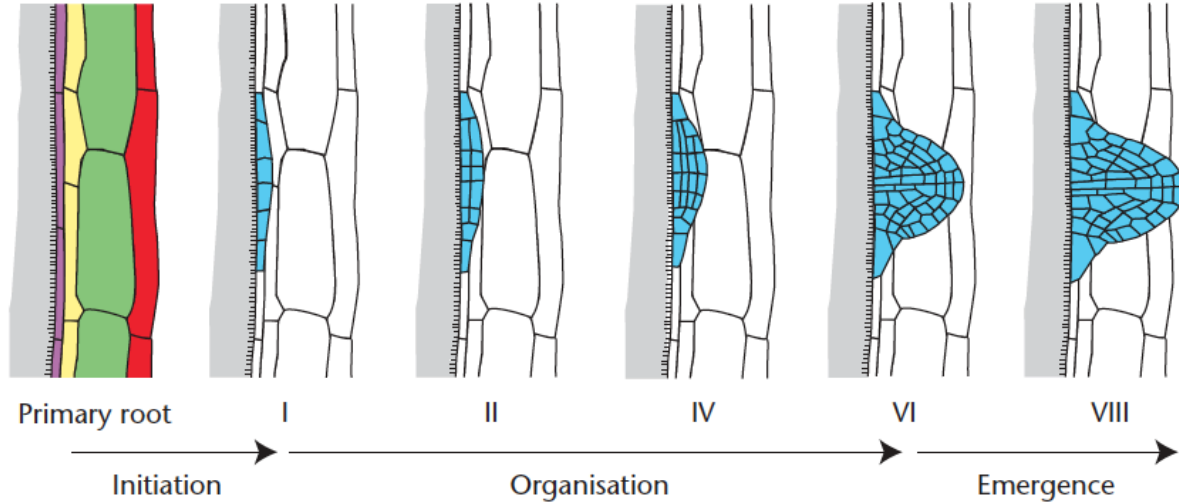 Primary root I II IV VI VIII
Initiation Organisation Emergence